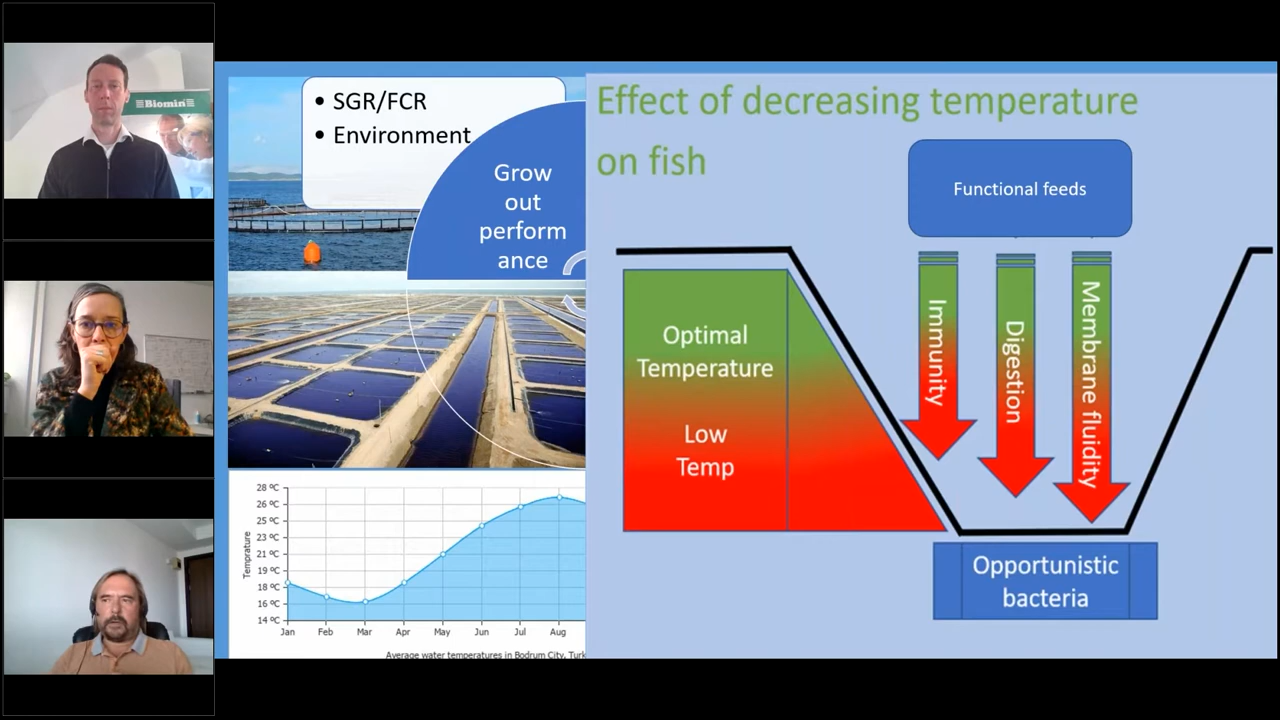 ≡Biomin≡
• SGR/FCR
• Environment
Grow
out
perform
ance
28 ºC
26 ºC
25 ºC
23 ºC
21 ºC
19 ºC
18 ºC
16 ºC
14 ºC
Temprature
Jan
Feb
Mar
Apr
May
Jun
Jul
Aug
Average water temperatures in Bodrum City, Turk
Effect of decreasing temperature
on fish
Functional feeds
Optimal
Temperature
Low
Temp
Immunity
Digestion
Membrane fluidity
Opportunistic
bacteria